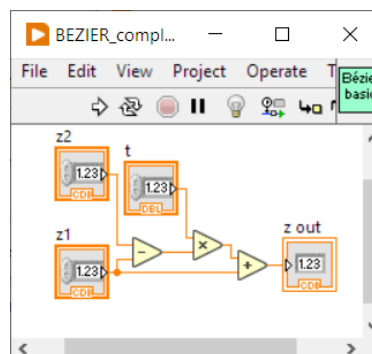 BEZIER_compl...
File Edit View Project Operate T
Bézie
basic
z2
1.23
CDB
t
1.23
DBL
z1
1.23
CDB
-
×
+
z out
1.23
CDB